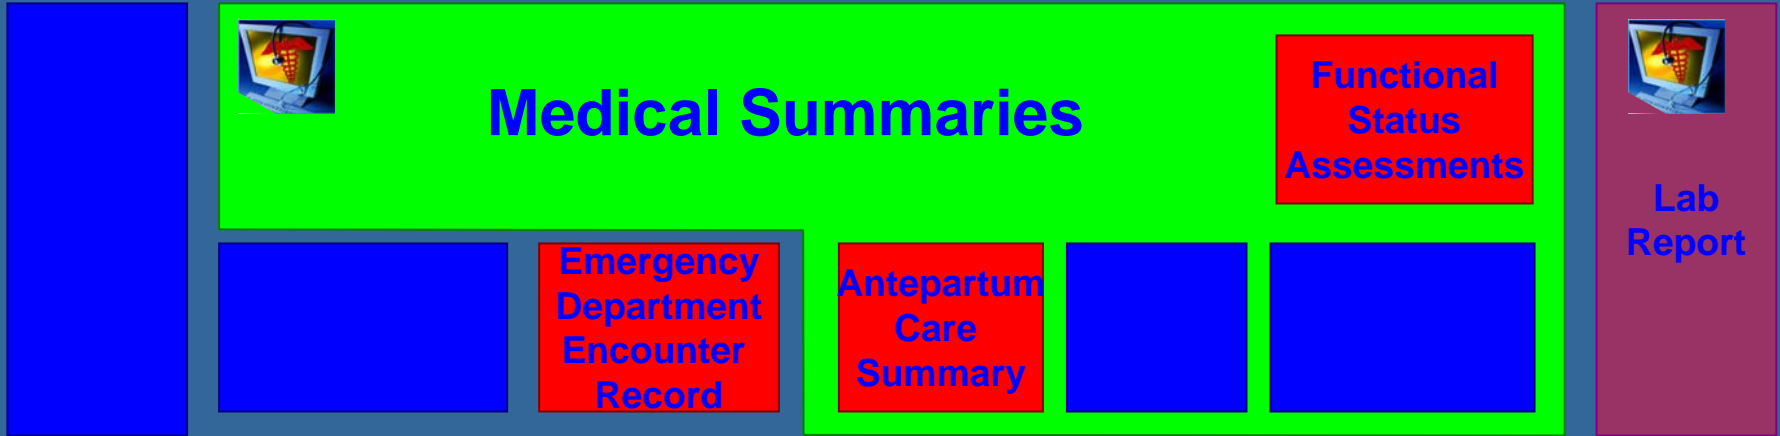 Medical Summaries
Functional
Status
Assessments
Lab
Report
Emergency
Department
Encounter
Record
Antepartum
Care
Summary